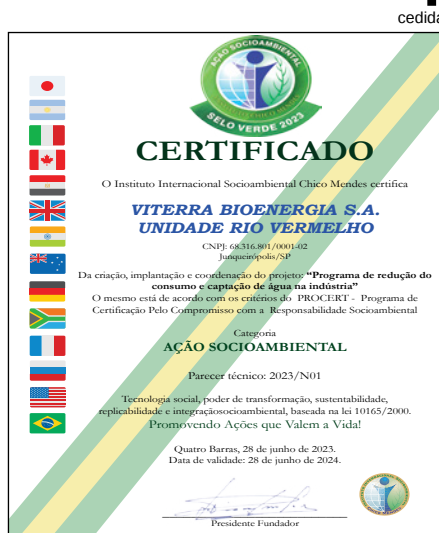 cedida
AÇÃO SOCIOAMBIENTAL
SELO VERDE 2023
CERTIFICADO
O Instituto Internacional Socioambiental Chico Mendes certifica
VITERRA BIOENERGIA S.A.
UNIDADE RIO VERMELHO
CNPJ: 68.316.801/0001-02
Junqueirópolis/SP
Da criação, implantação e coordenação do projeto: “Programa de redução do
consumo e captação de água na indústria”
O mesmo está de acordo com os critérios do PROCERT - Programa de
Certificação Pelo Compromisso com a Responsabilidade Socioambiental
Categoria
AÇÃO SOCIOAMBIENTAL
Parecer técnico: 2023/N01
Tecnologia social, poder de transformação, sustentabilidade,
replicabilidade e integraçãosocioambiental, baseada na lei 10165/2000.
Promovendo Ações que Valem a Vida!
Quatro Barras, 28 de junho de 2023.
Data de validade: 28 de junho de 2024.
Presidente Fundador
CHICO MENDES